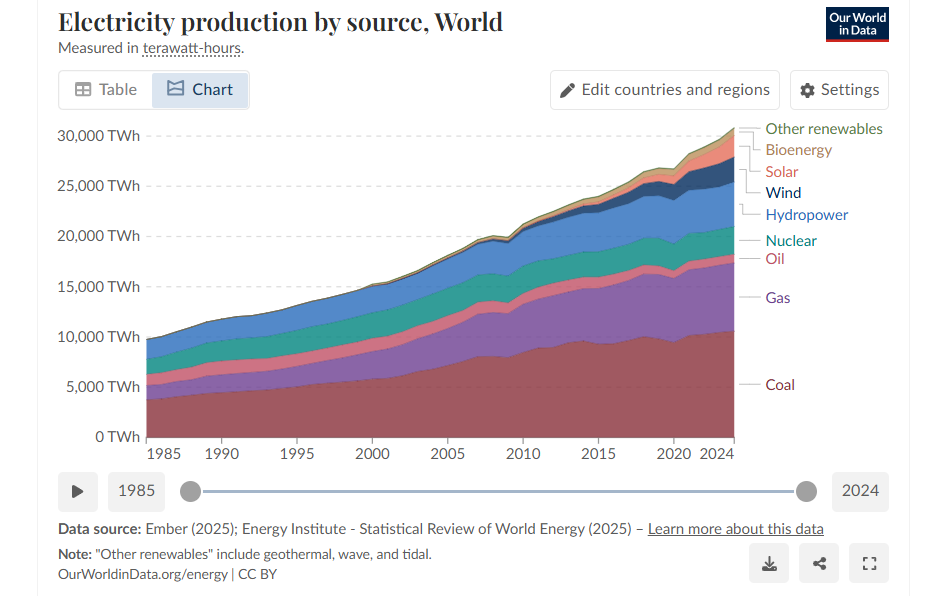 Electricity production by source, World
Measured in terawatt-hours.
Our World
in Data
Table
Chart
Edit countries and regions
Settings
30,000 TWh
25,000 TWh
20,000 TWh
15,000 TWh
10,000 TWh
5,000 TWh
0 TWh
1985 1990 1995 2000 2005 2010 2015 2020 2024
Other renewables
Bioenergy
Solar
Wind
Hydropower
Nuclear
Oil
Gas
Coal
1985
2024
Data source: Ember (2025); Energy Institute - Statistical Review of World Energy (2025) – Learn more about this data
Note: "Other renewables" include geothermal, wave, and tidal.
OurWorldinData.org/energy | CC BY